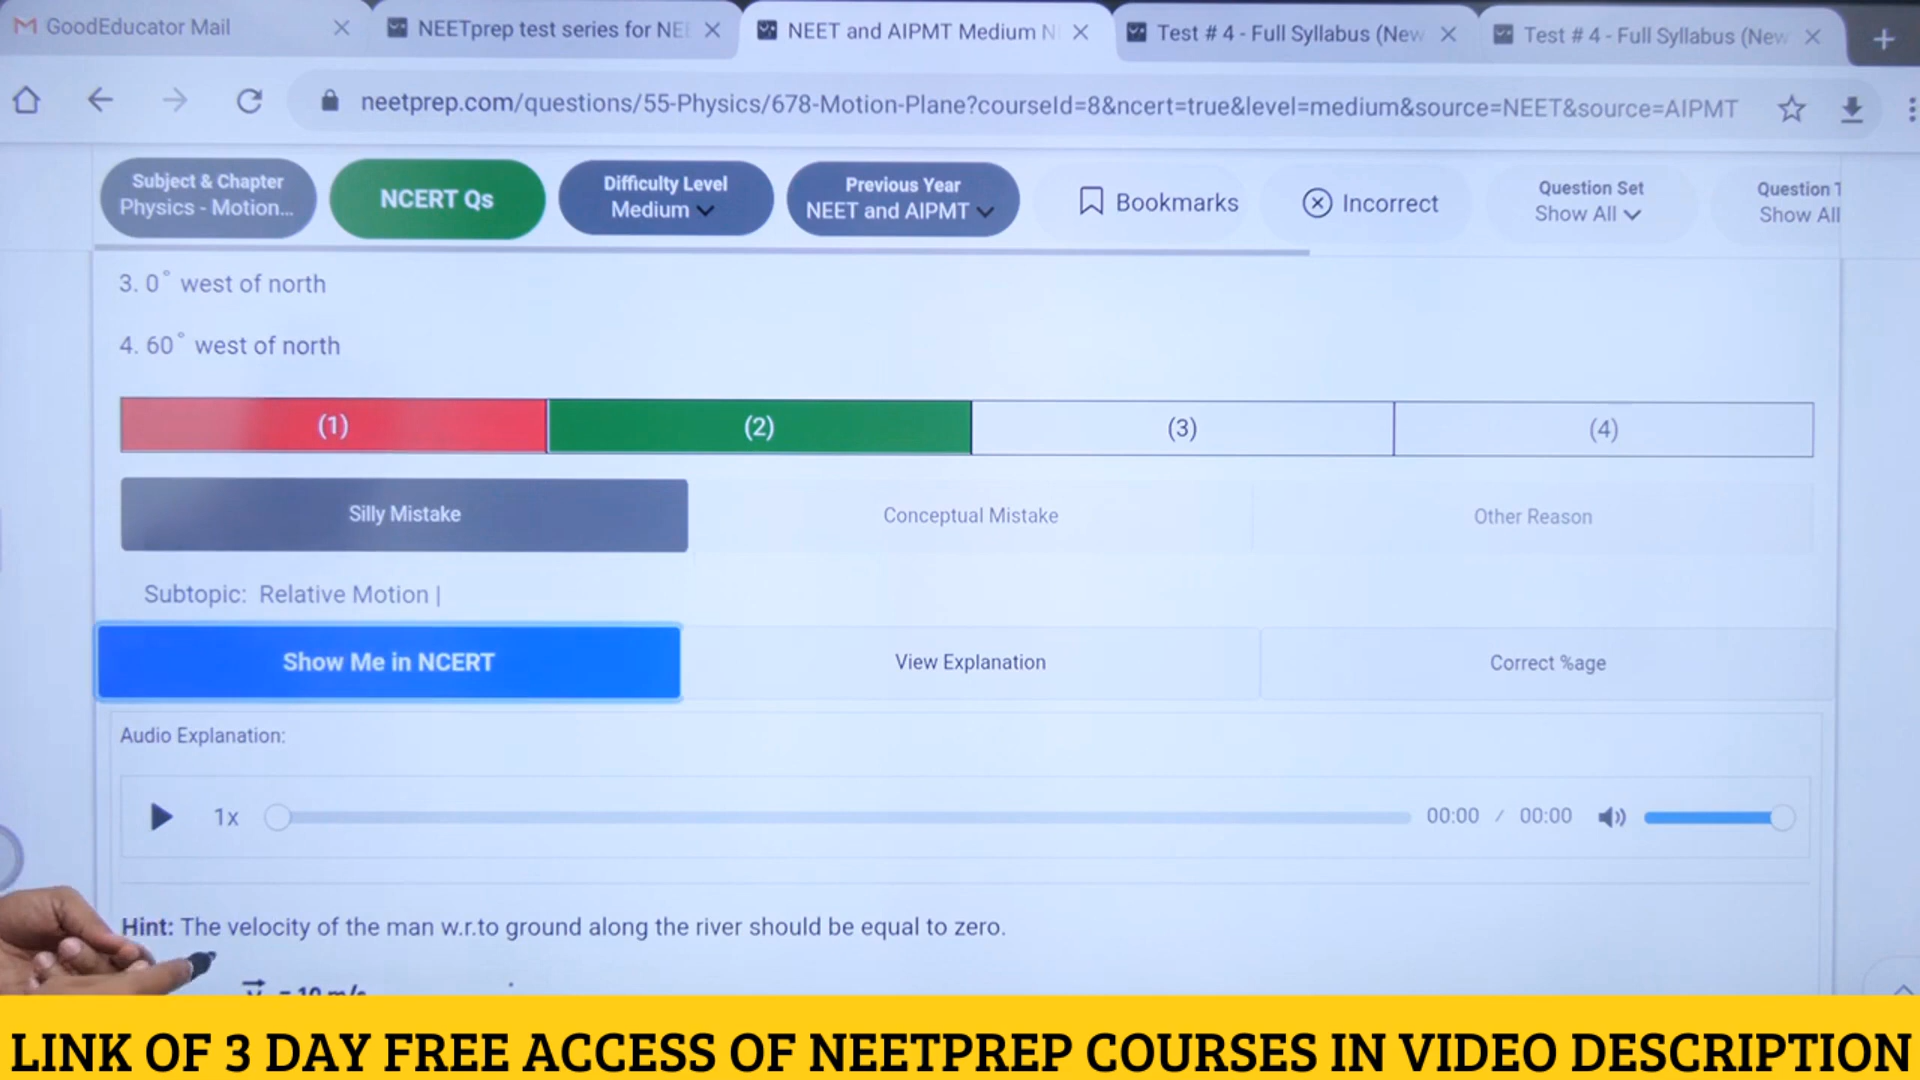 GoodEducator Mail
NEETprep test series for NEE
NEET and AIPMT Medium N
Test # 4 - Full Syllabus (New
Test # 4 - Full Syllabus (New
neetprep.com/questions/55-Physics/678-Motion-Plane?courseId=8&ncert=true&level=medium&source=NEET&source=AIPMT
Subject & Chapter
Physics - Motion...
NCERT Qs
Difficulty Level
Medium
Previous Year
NEET and AIPMT
Bookmarks
Incorrect
Question Set
Show All
Question T
Show All
3. 0° west of north
4. 60° west of north
(1)
(2)
(3)
(4)
Silly Mistake
Conceptual Mistake
Other Reason
Subtopic: Relative Motion |
Show Me in NCERT
View Explanation
Correct %age
Audio Explanation:
1x
00:00 / 00:00
Hint: The velocity of the man w.r.to ground along the river should be equal to zero.
= 10 m/s
LINK OF 3 DAY FREE ACCESS OF NEETPREP COURSES IN VIDEO DESCRIPTION